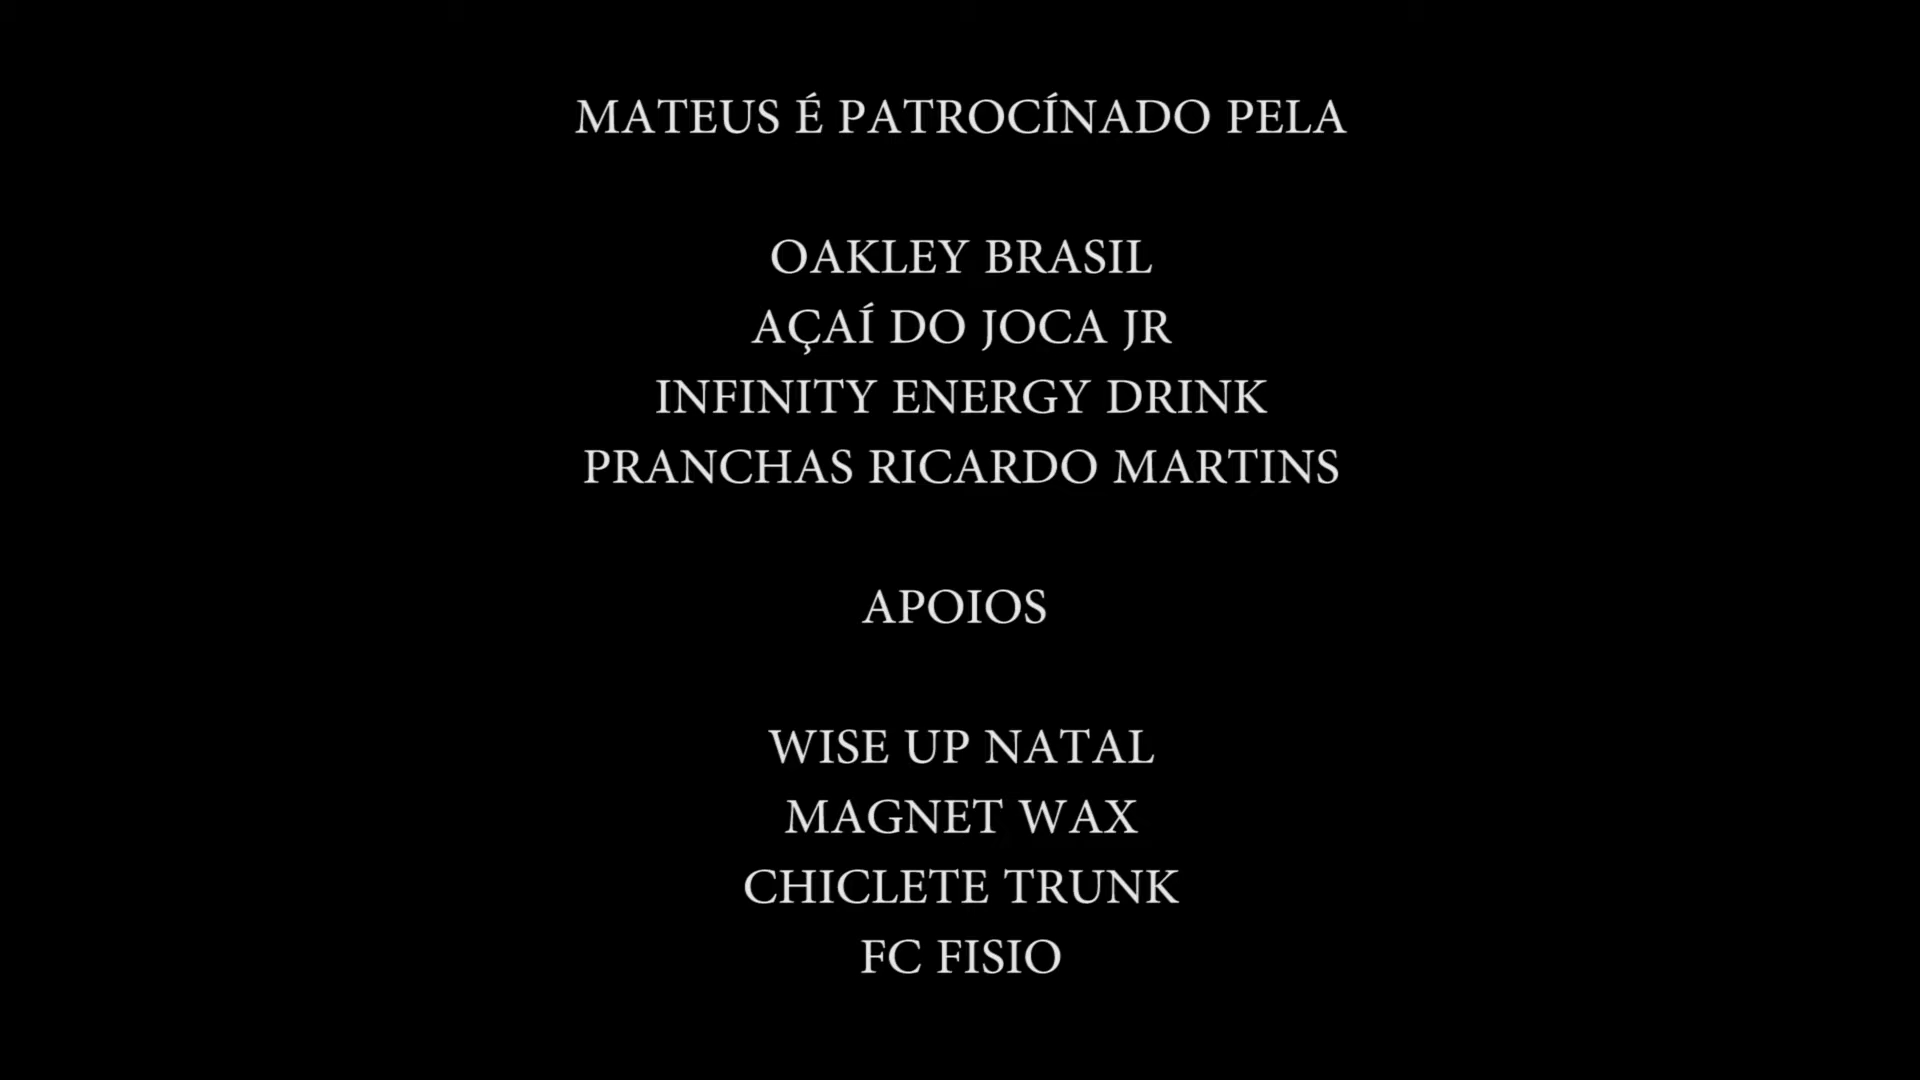 MATEUS É PATROCÍNADO PELA
OAKLEY BRASIL
AÇAÍ DO JOCA JR
INFINITY ENERGY DRINK
PRANCHAS RICARDO MARTINS
APOIOS
WISE UP NATAL
MAGNET WAX
CHICLETE TRUNK
FC FISIO